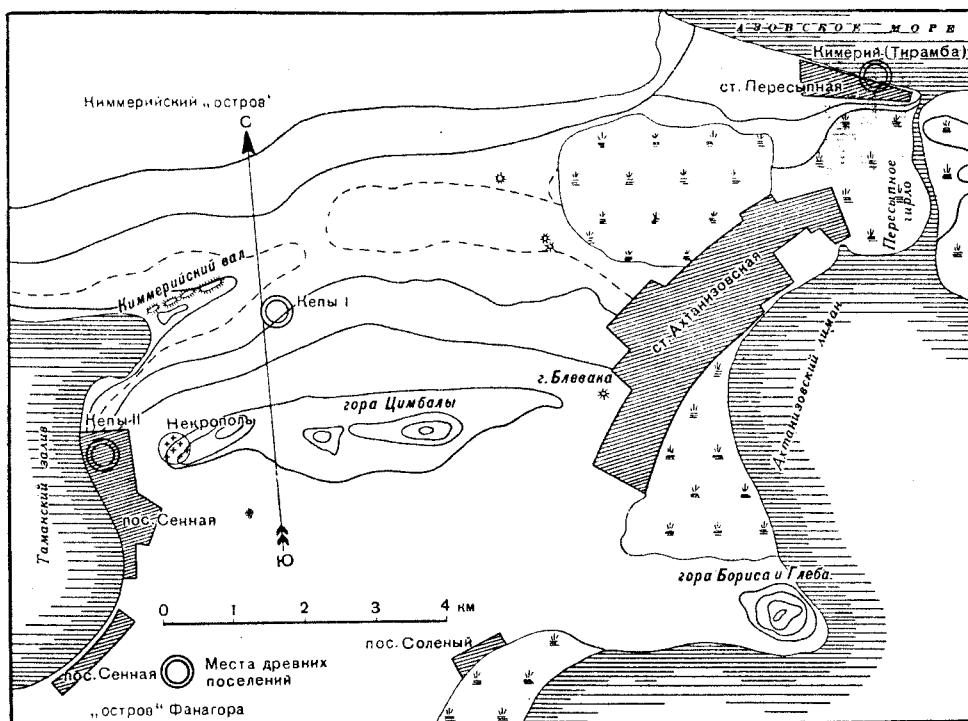 АЗОВСКОЕ МОРЕ
Кимерий (Тирамба)
ст. Пересыпная
Киммерийский „остров"
С
Пересыпное
гирло
Киммерийский вал
Кепы I
ст. Ахтанизовская
Ахтанизовский лиман
г. Блевака
гора Цимбалы
Кепы II
Некрополь
Таманский залив
пос. Сенная
Ю
гора Бориса и Глеба
0 1 2 3 4 км
пос. Соленый
пос. Сенная
Места древних
поселений
„остров" Фанагора